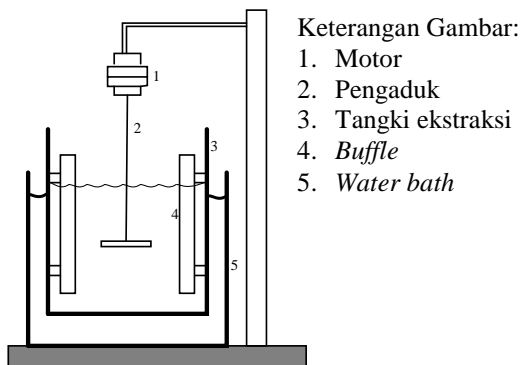 Keterangan Gambar:
1. Motor
2. Pengaduk
3. Tangki ekstraksi
4. Buffle
5. Water bath
1
2
3
4
5